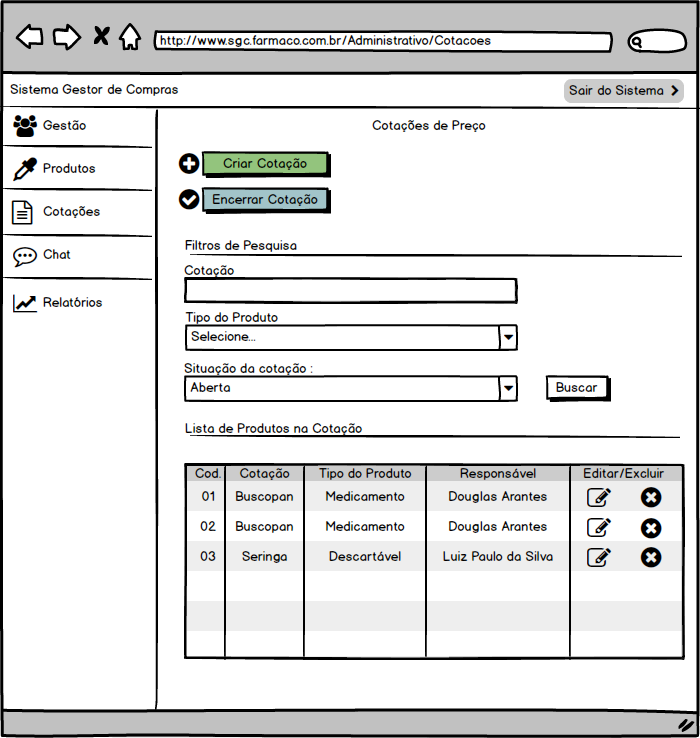 http://www.sgc.farmaco.com.br/Administrativo/Cotacoes
Sistema Gestor de Compras
Sair do Sistema
Gestão
Produtos
Cotações
Chat
Relatórios
Cotações de Preço
Criar Cotação
Encerrar Cotação
Filtros de Pesquisa
Cotação
Tipo do Produto
Selecione...
Situação da cotação :
Aberta
Buscar
Lista de Produtos na Cotação
Cod. Cotação Tipo do Produto Responsável Editar/Excluir
01 Buscopan Medicamento Douglas Arantes
02 Buscopan Medicamento Douglas Arantes
03 Seringa Descartável Luiz Paulo da Silva